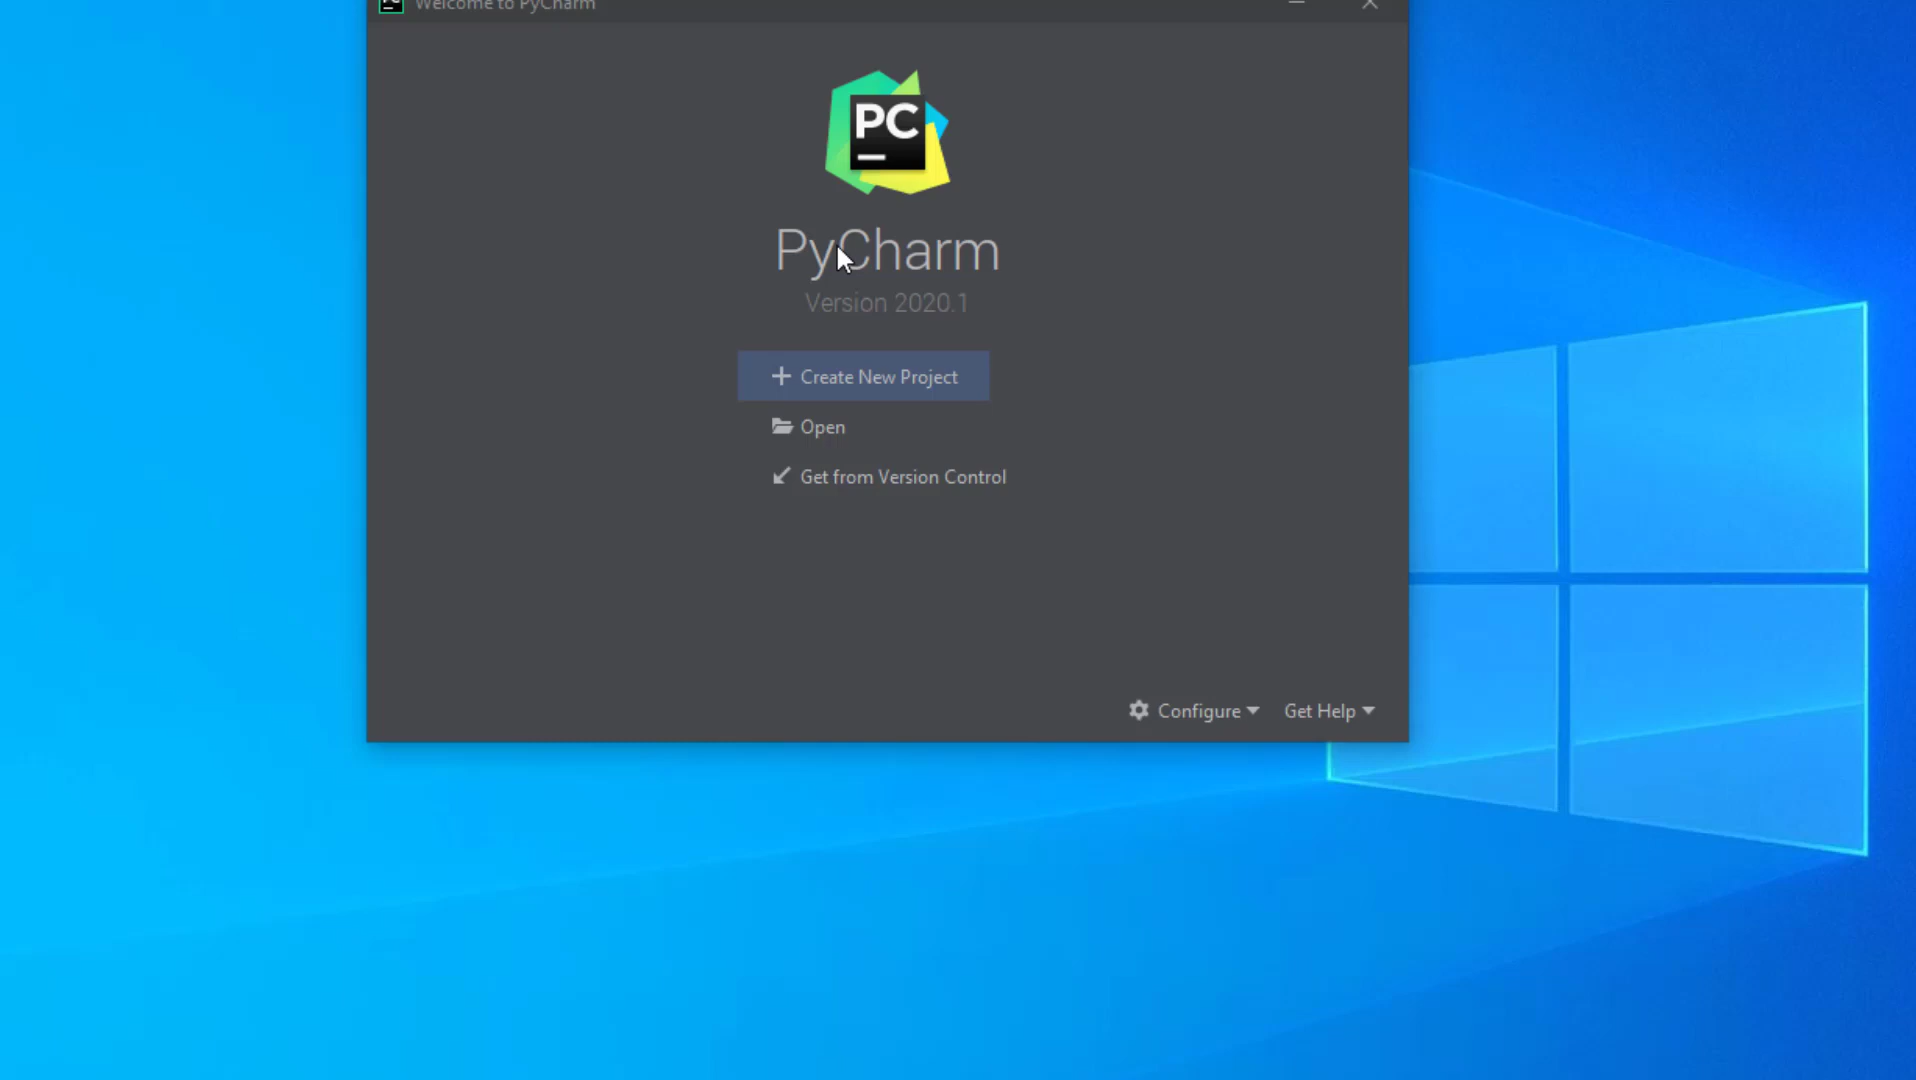 Welcome to PyCharm
PC
PyCharm
Version 2020.1
Create New Project
Open
Get from Version Control
Configure
Get Help